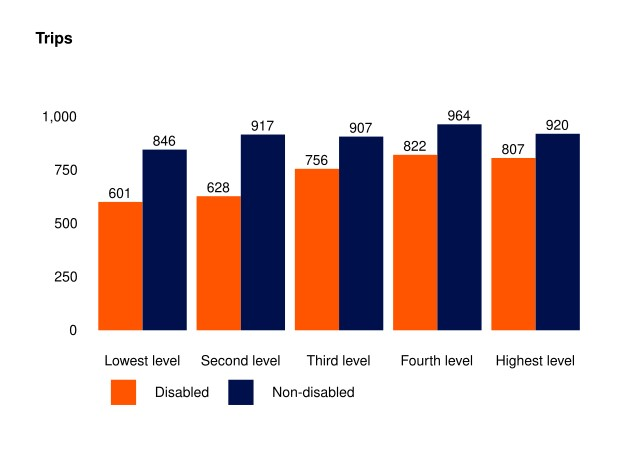 Trips
1,000
750
500
250
0
601 846 628 917 756 907 822 964 807 920
Lowest level Second level Third level Fourth level Highest level
Disabled Non-disabled